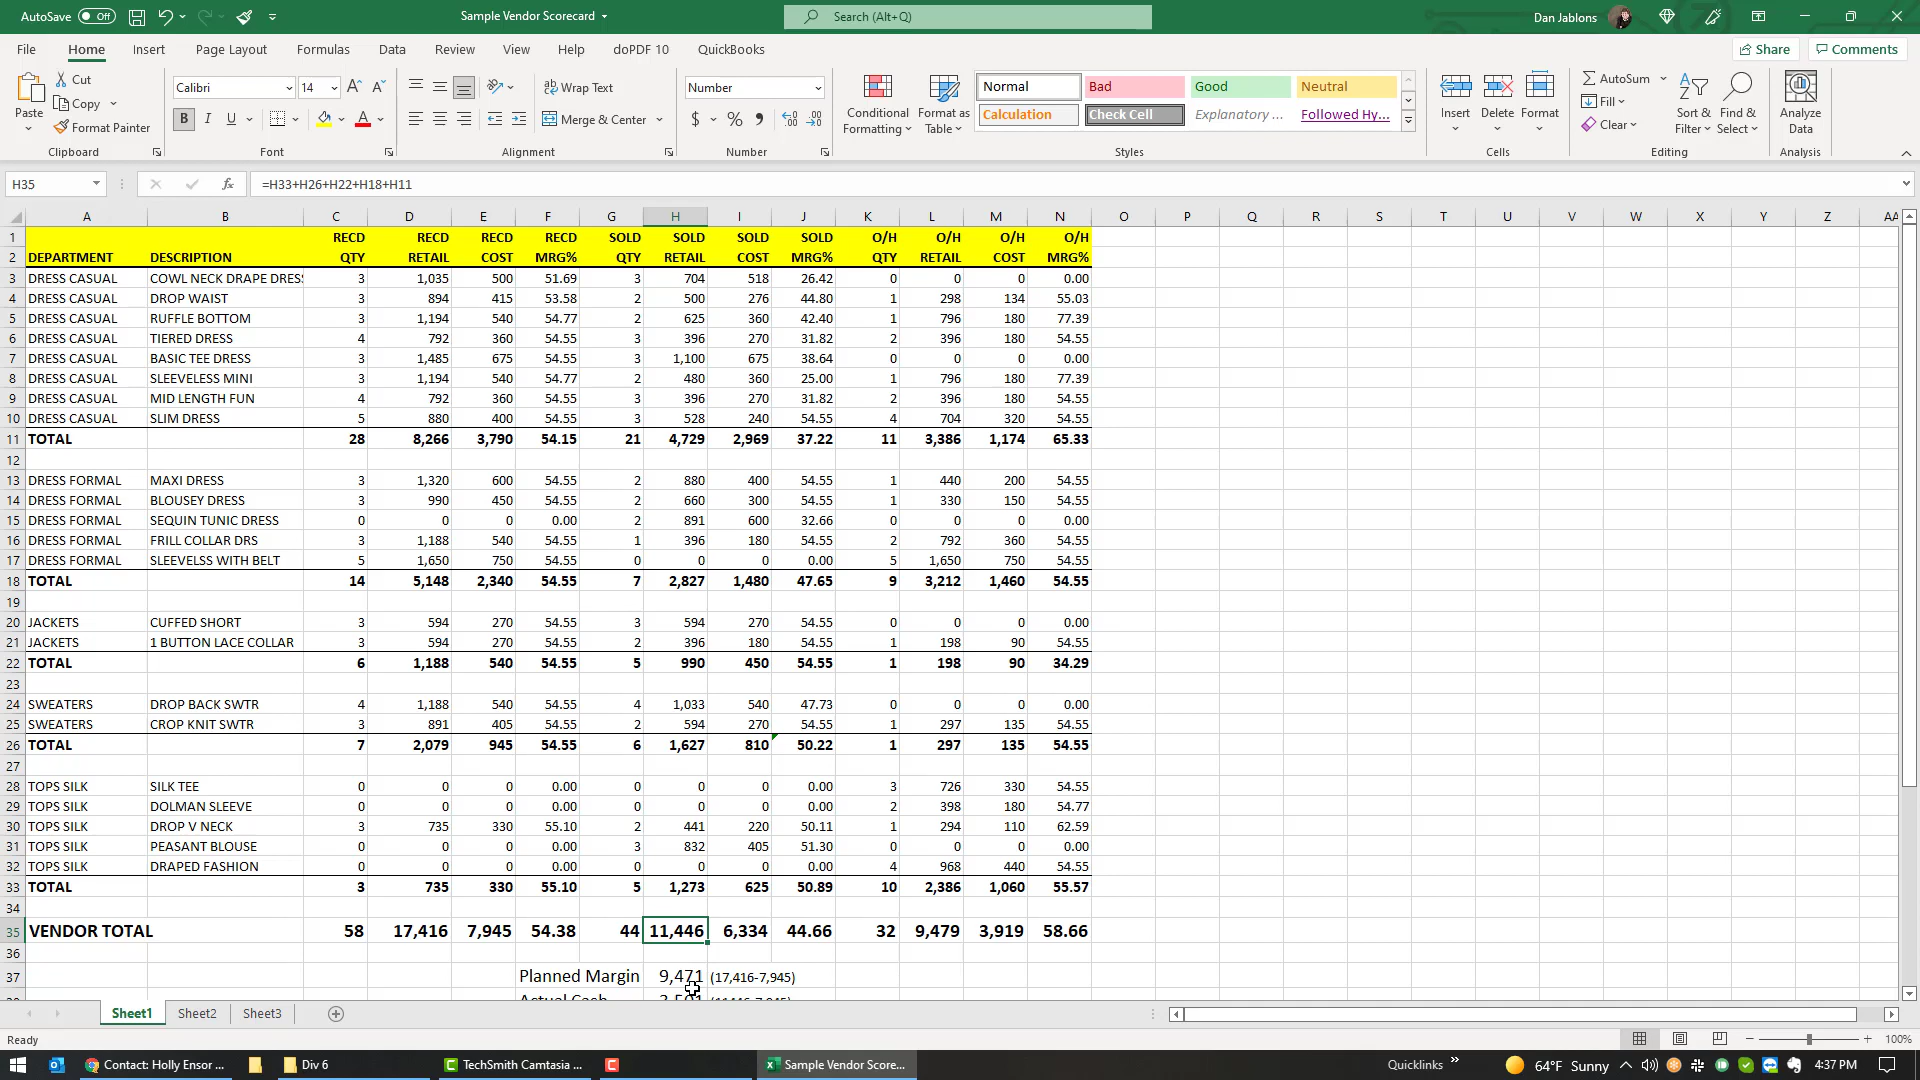 AutoSave Off Sample Vendor Scorecard Search (Alt+Q) Dan Jablons
File Home Insert Page Layout Formulas Data Review View Help doPDF 10 QuickBooks Share Comments
Paste Cut Copy Format Painter Clipboard
Calibri 14 A A B I U A Font
Wrap Text Merge & Center Alignment
Number $ % Number
Conditional Formatting Format as Table
Normal Bad Good Neutral
Calculation Check Cell Explanatory ... Followed Hy...
Styles
Insert Delete Format Cells
AutoSum Fill Clear Sort & Filter Find & Select Editing
Analyze Data Analysis
H35 fx =H33+H26+H22+H18+H11
A B C D E F G H I J K L M N O P Q R S T U V W X Y Z AA
1 RECD RECD RECD RECD SOLD SOLD SOLD SOLD O/H O/H O/H O/H
2 DEPARTMENT DESCRIPTION QTY RETAIL COST MRG% QTY RETAIL COST MRG% QTY RETAIL COST MRG%
3 DRESS CASUAL COWL NECK DRAPE DRES 3 1,035 500 51.69 3 704 518 26.42 0 0 0 0.00
4 DRESS CASUAL DROP WAIST 3 894 415 53.58 2 500 276 44.80 1 298 134 55.03
5 DRESS CASUAL RUFFLE BOTTOM 3 1,194 540 54.77 2 625 360 42.40 1 796 180 77.39
6 DRESS CASUAL TIERED DRESS 4 792 360 54.55 3 396 270 31.82 2 396 180 54.55
7 DRESS CASUAL BASIC TEE DRESS 3 1,485 675 54.55 3 1,100 675 38.64 0 0 0 0.00
8 DRESS CASUAL SLEEVELESS MINI 3 1,194 540 54.77 2 480 360 25.00 1 796 180 77.39
9 DRESS CASUAL MID LENGTH FUN 4 792 360 54.55 3 396 270 31.82 2 396 180 54.55
10 DRESS CASUAL SLIM DRESS 5 880 400 54.55 3 528 240 54.55 4 704 320 54.55
11 TOTAL 28 8,266 3,790 54.15 21 4,729 2,969 37.22 11 3,386 1,174 65.33
12
13 DRESS FORMAL MAXI DRESS 3 1,320 600 54.55 2 880 400 54.55 1 440 200 54.55
14 DRESS FORMAL BLOUSEY DRESS 3 990 450 54.55 2 660 300 54.55 1 330 150 54.55
15 DRESS FORMAL SEQUIN TUNIC DRESS 0 0 0 0.00 2 891 600 32.66 0 0 0 0.00
16 DRESS FORMAL FRILL COLLAR DRS 3 1,188 540 54.55 1 396 180 54.55 2 792 360 54.55
17 DRESS FORMAL SLEEVELSS WITH BELT 5 1,650 750 54.55 0 0 0 0.00 5 1,650 750 54.55
18 TOTAL 14 5,148 2,340 54.55 7 2,827 1,480 47.65 9 3,212 1,460 54.55
19
20 JACKETS CUFFED SHORT 3 594 270 54.55 3 594 270 54.55 0 0 0 0.00
21 JACKETS 1 BUTTON LACE COLLAR 3 594 270 54.55 2 396 180 54.55 1 198 90 54.55
22 TOTAL 6 1,188 540 54.55 5 990 450 54.55 1 198 90 34.29
23
24 SWEATERS DROP BACK SWTR 4 1,188 540 54.55 4 1,033 540 47.73 0 0 0 0.00
25 SWEATERS CROP KNIT SWTR 3 891 405 54.55 2 594 270 54.55 1 297 135 54.55
26 TOTAL 7 2,079 945 54.55 6 1,627 810 50.22 1 297 135 54.55
27
28 TOPS SILK SILK TEE 0 0 0 0.00 0 0 0 0.00 3 726 330 54.55
29 TOPS SILK DOLMAN SLEEVE 0 0 0 0.00 0 0 0 0.00 2 398 180 54.77
30 TOPS SILK DROP V NECK 3 735 330 55.10 2 441 220 50.11 1 294 110 62.59
31 TOPS SILK PEASANT BLOUSE 0 0 0 0.00 3 832 405 51.30 0 0 0 0.00
32 TOPS SILK DRAPED FASHION 0 0 0 0.00 0 0 0 0.00 4 968 440 54.55
33 TOTAL 3 735 330 55.10 5 1,273 625 50.89 10 2,386 1,060 55.57
34
35 VENDOR TOTAL 58 17,416 7,945 54.38 44 11,446 6,334 44.66 32 9,479 3,919 58.66
36
37 Planned Margin 9,471 (17,416-7,945)
Actual Cash
Sheet1 Sheet2 Sheet3
Ready 100%
Contact: Holly Ensor ... Div 6 TechSmith Camtasia ... Sample Vendor Score... Quicklinks 64°F Sunny 4:37 PM